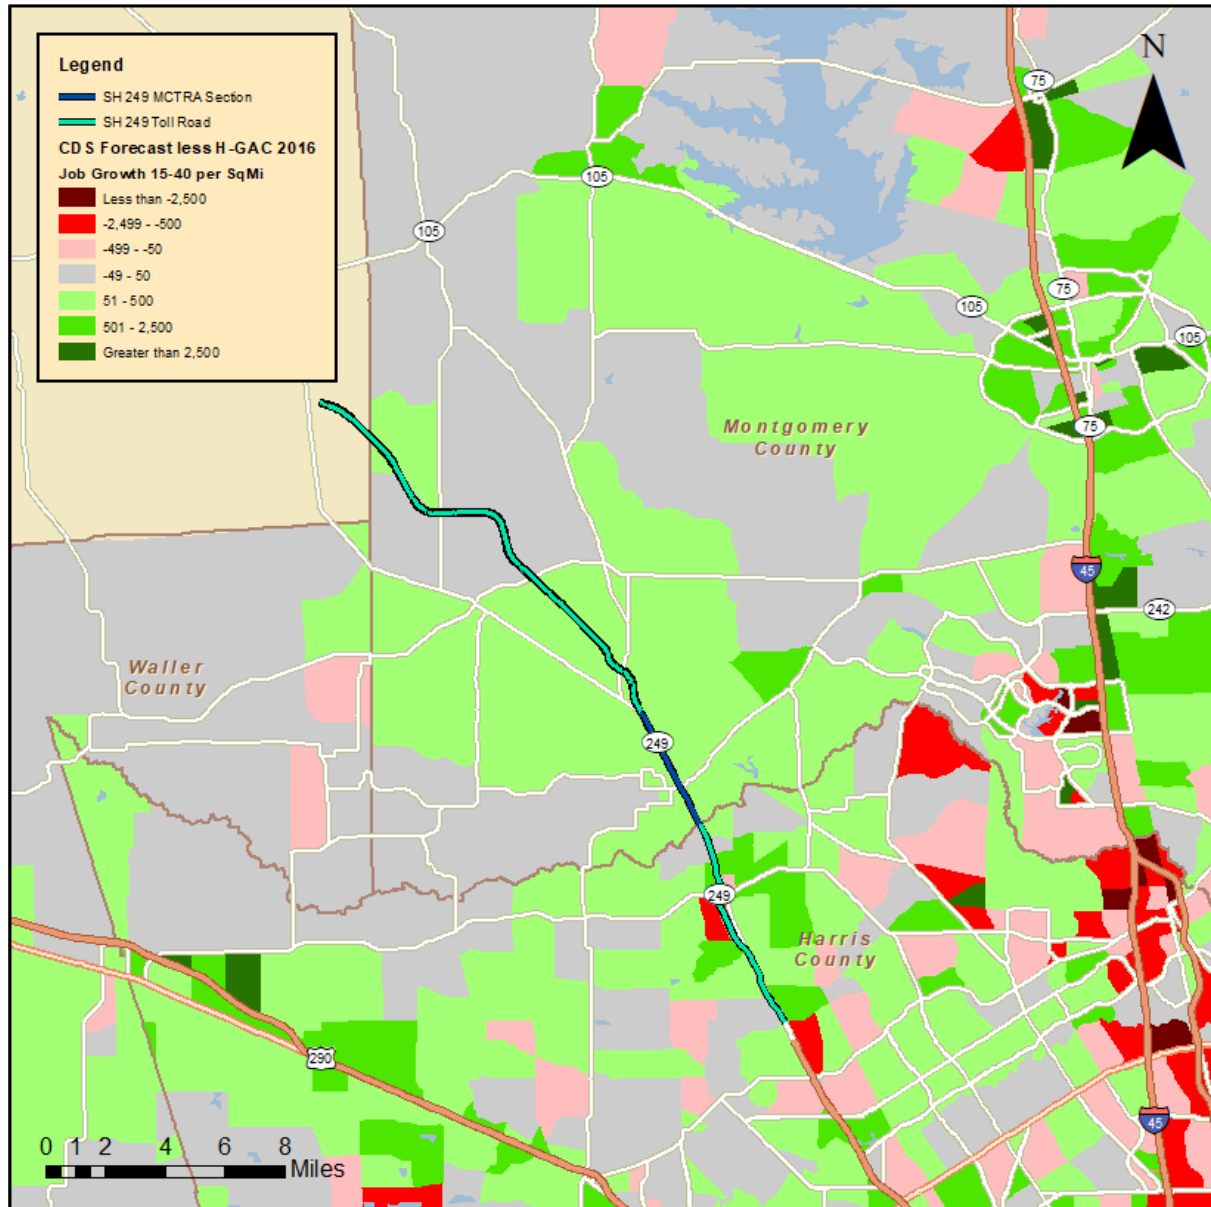 Legend
SH 249 MCTRA Section
SH 249 Toll Road
CDS Forecast less H-GAC 2016
Job Growth 15-40 per SqMi
Less than -2,500
-2,499 - -500
-499 - -50
-49 - 50
51 - 500
501 - 2,500
Greater than 2,500
N
75
105
105
75
105
105
Montgomery
County
75
45
242
Waller
County
249
249
Harris
County
290
45
0 1 2 4 6 8
Miles